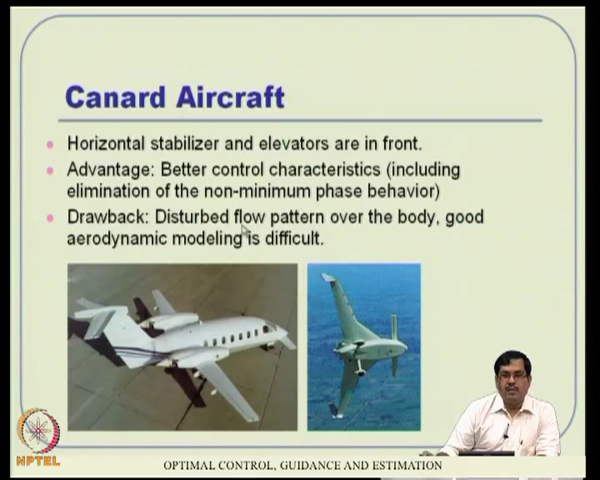 Canard Aircraft
Horizontal stabilizer and elevators are in front.
Advantage: Better control characteristics (including
elimination of the non-minimum phase behavior)
Drawback: Disturbed flow pattern over the body, good
aerodynamic modeling is difficult.
NPTEL
OPTIMAL CONTROL, GUIDANCE AND ESTIMATION